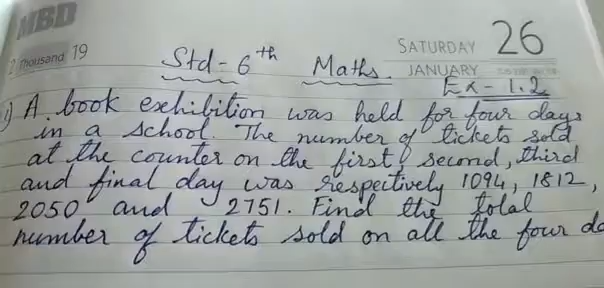 MBD
Thousand 19
SATURDAY 26
JANUARY
Std - 6th Maths.
Ex - 1.2
1) A book exhibition was held for four days
in a school. The number of tickets sold
at the counter on the first, second, third
and final day was respectively 1094, 1812,
2050 and 2751. Find the total
number of tickets sold on all the four da